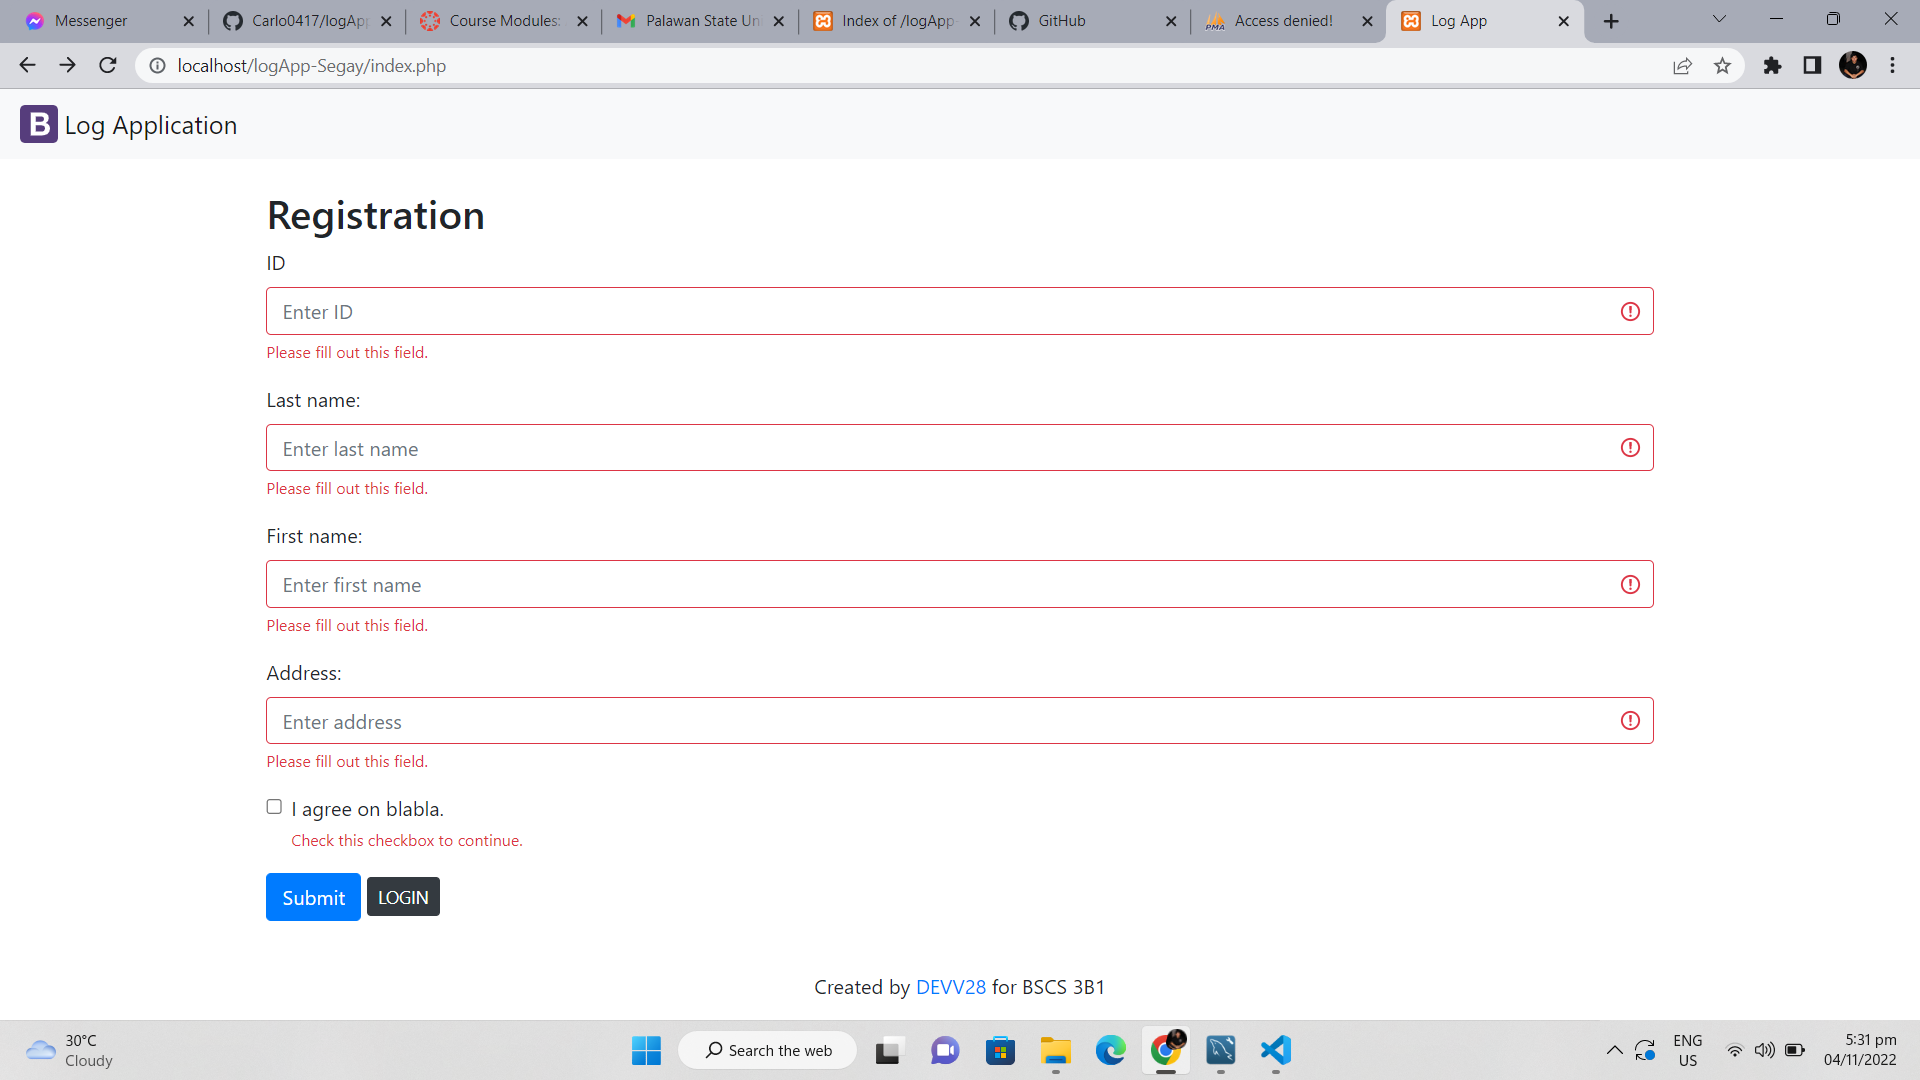 Messenger
Carlo0417/logApp
Course Modules:
Palawan State Un
Index of /logApp-
GitHub
PMA
Access denied!
Log App
localhost/logApp-Segay/index.php
B Log Application
Registration
ID
Enter ID
Please fill out this field.
Last name:
Enter last name
Please fill out this field.
First name:
Enter first name
Please fill out this field.
Address:
Enter address
Please fill out this field.
I agree on blabla.
Check this checkbox to continue.
Submit LOGIN
Created by DEVV28 for BSCS 3B1
30°C
Cloudy
Search the web
ENG
US
5:31 pm
04/11/2022